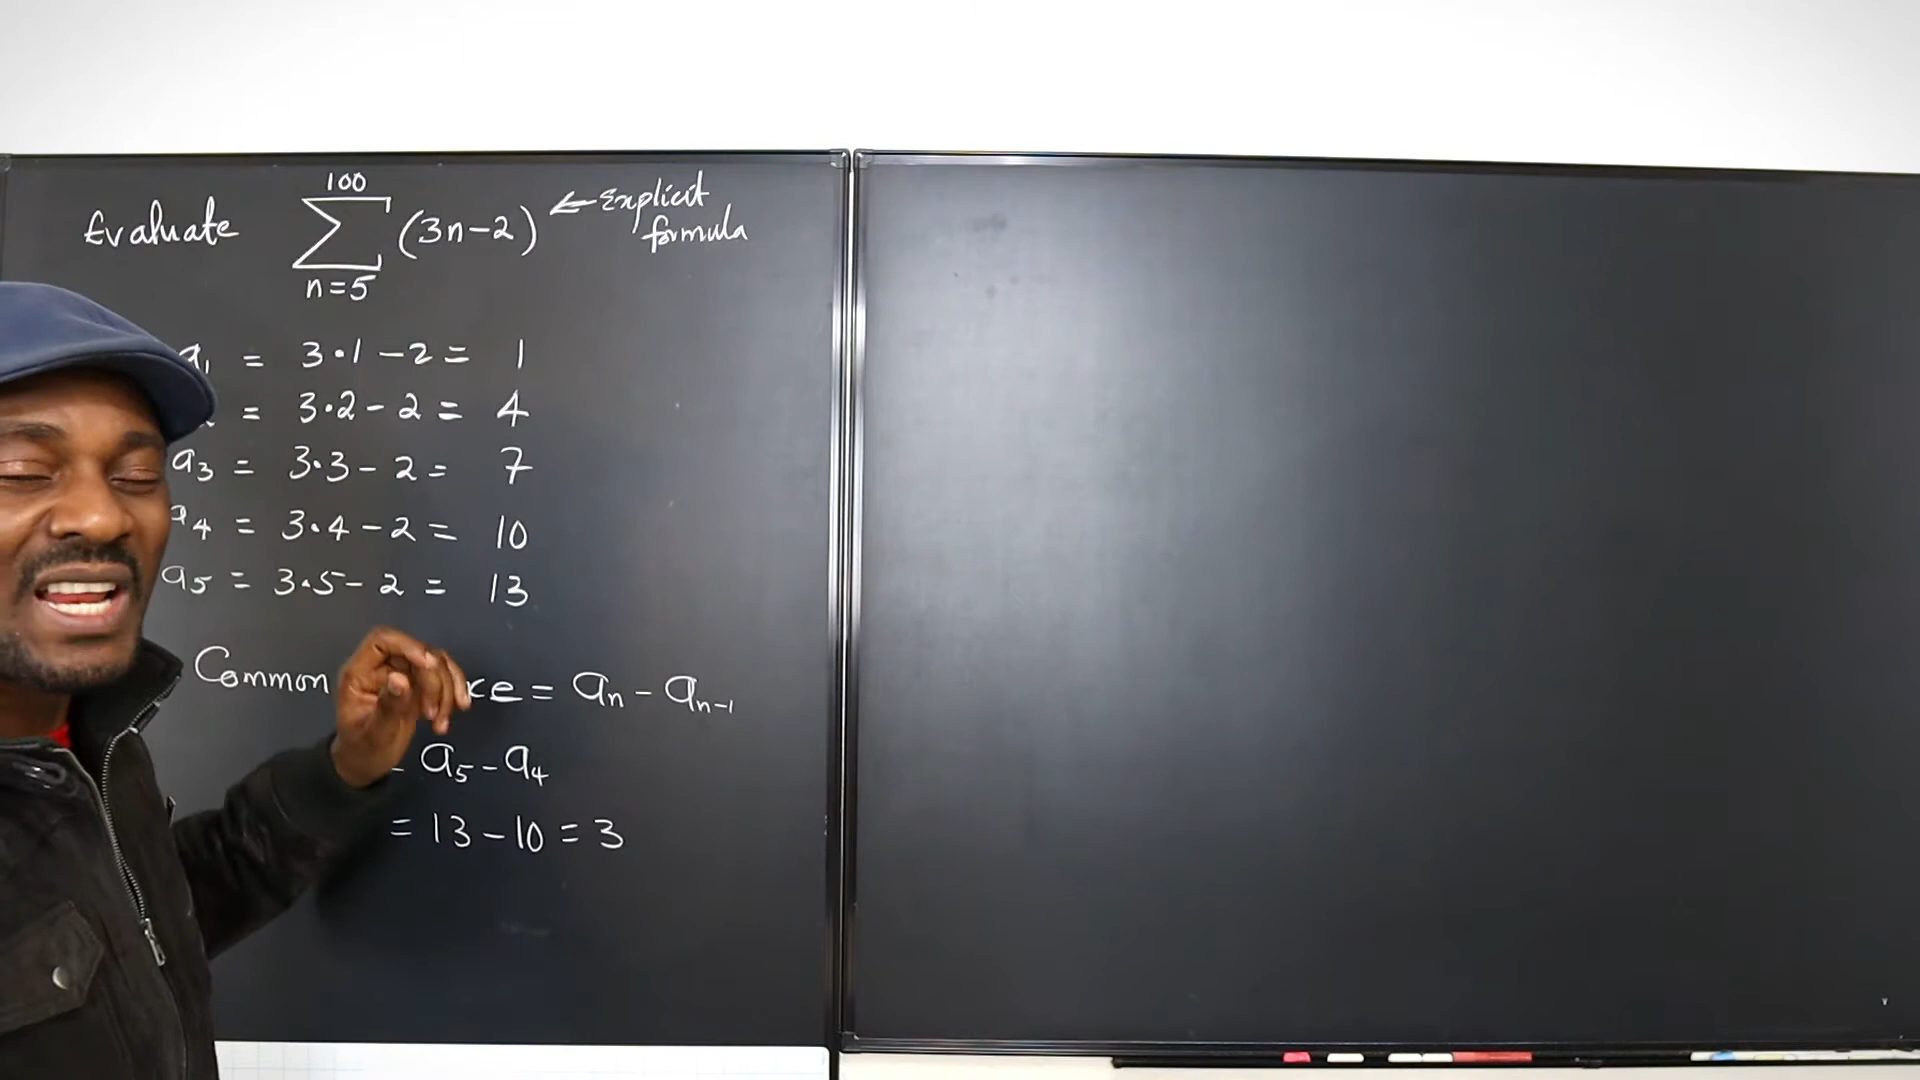 100
Evaluate ∑ (3n-2) ← Explicit formula
n=5
a₁ = 3·1-2= 1
= 3·2-2 = 4
a₃ = 3·3-2= 7
a₄ = 3·4-2= 10
a₅ = 3·5-2 = 13
Common = aₙ - aₙ₋₁
a₅-a₄
= 13-10=3